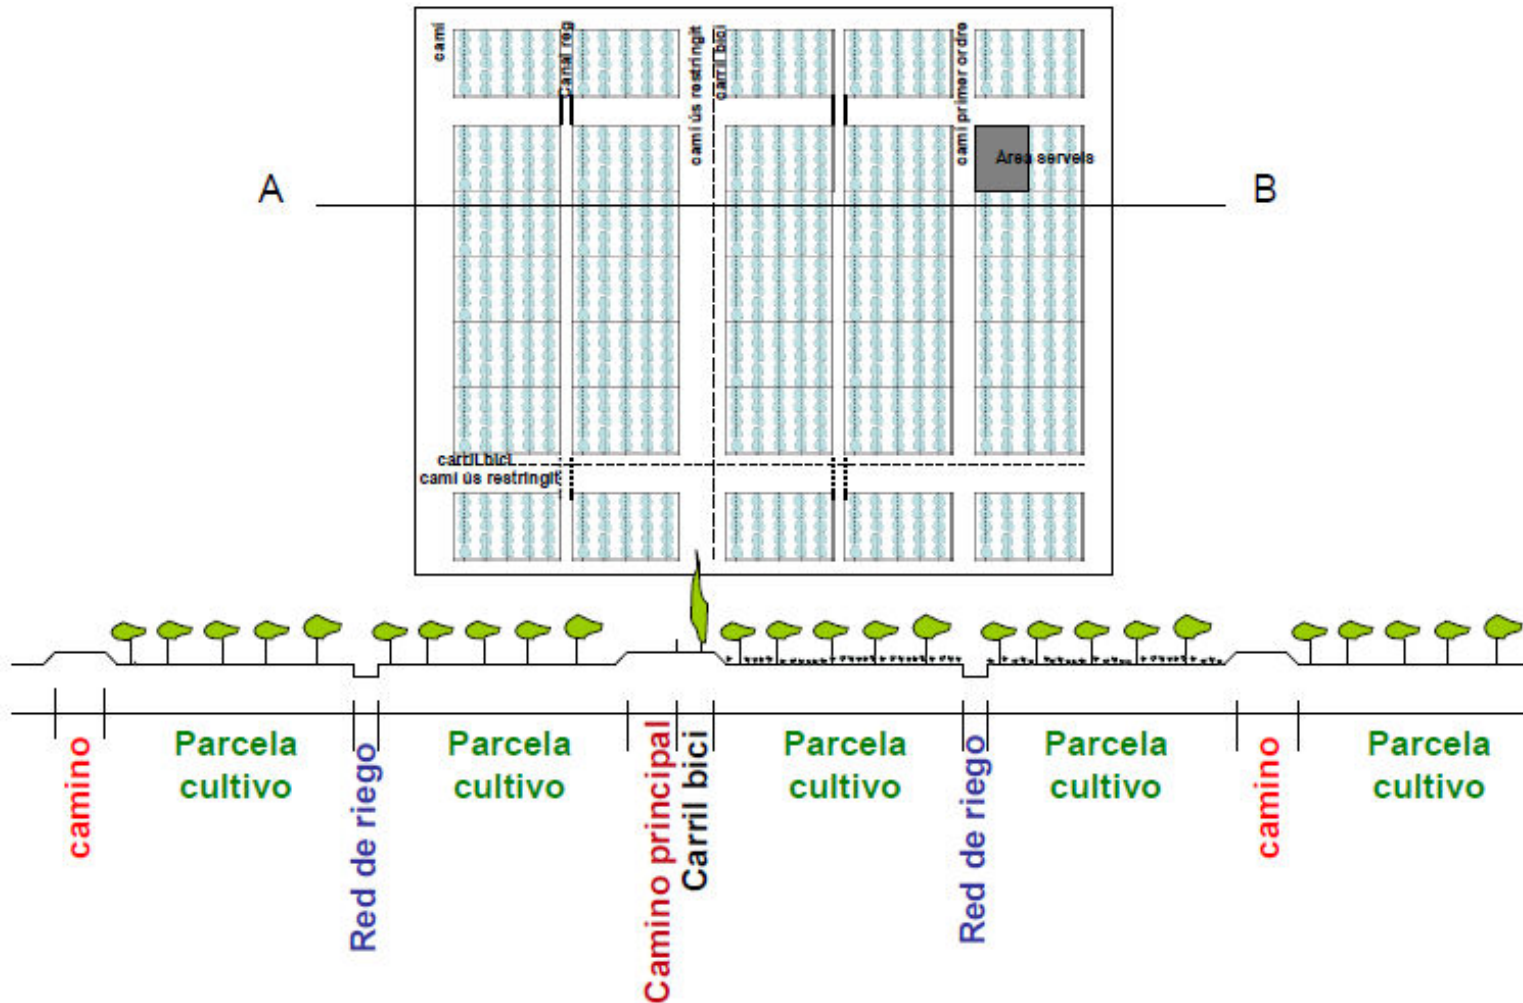 camí
Canal reg
camí ús restringit
carril bici
camí primer ordre
Area serveis
A
B
carril bici
camí ús restringit
camino
Parcela
cultivo
Red de riego
Parcela
cultivo
Camino principal
Carril bici
Parcela
cultivo
Red de riego
Parcela
cultivo
camino
Parcela
cultivo